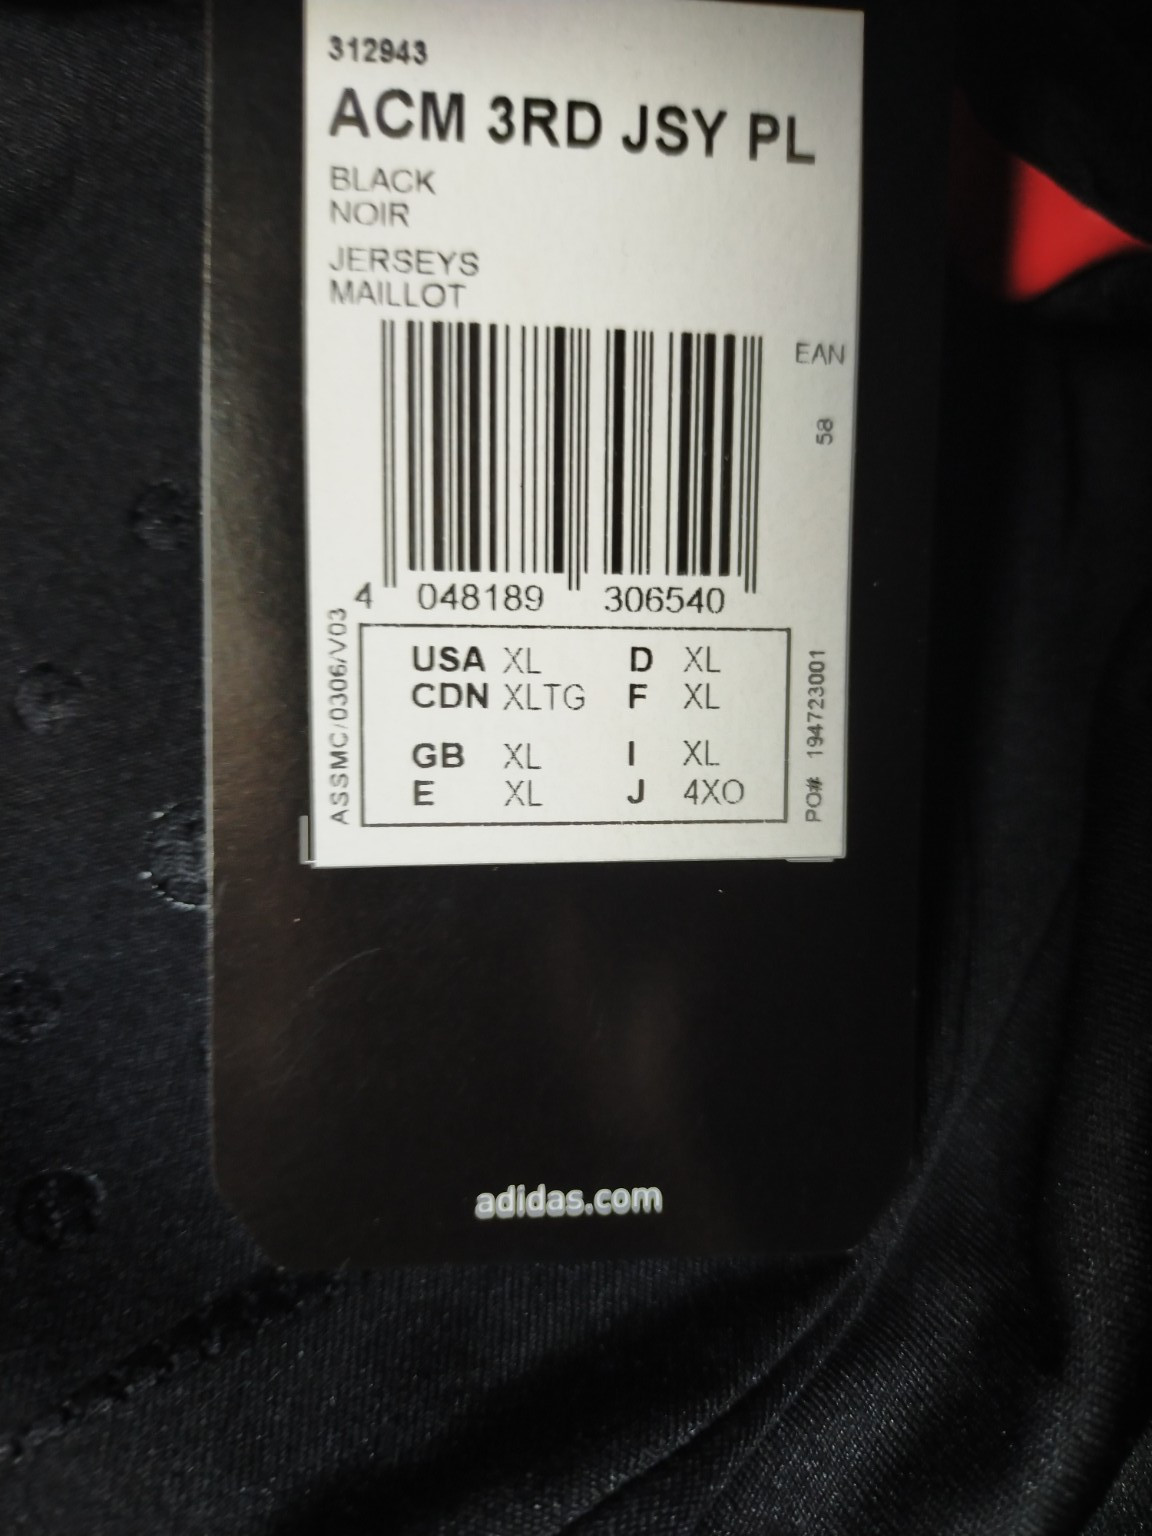 312943
ACM 3RD JSY PL
BLACK
NOIR
JERSEYS
MAILLOT
EAN
58
4 048189 306540
ASSMC/0306/V03
USA XL D XL
CDN XLTG F XL
GB XL I XL
E XL J 4XO
PO# 194723001
adidas.com